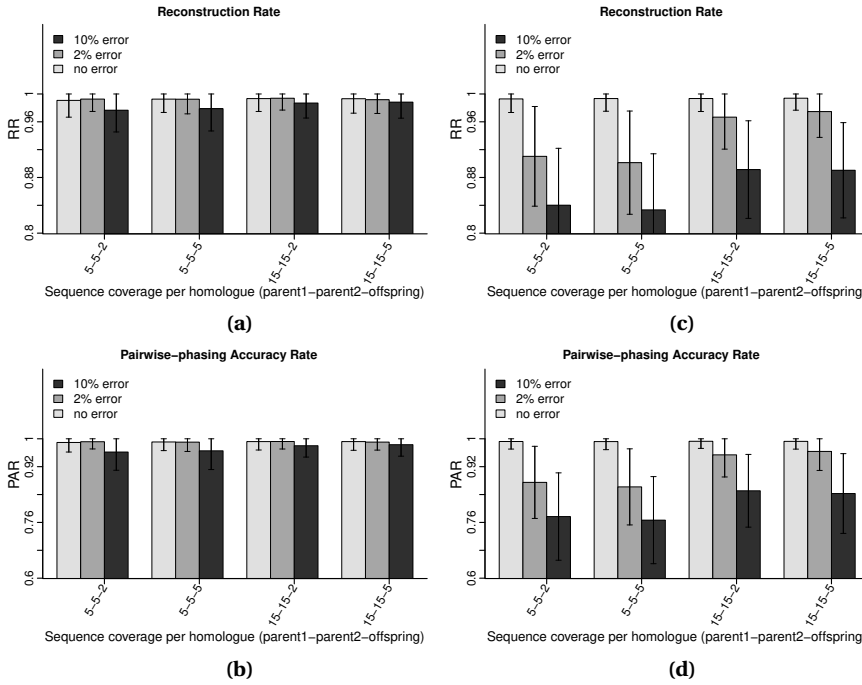 Reconstruction Rate
10% error
2% error
no error
RR
1
0.96
0.88
0.8
5−5−2
5−5−5
15−15−2
15−15−5
Sequence coverage per homologue (parent1−parent2−offspring)
(a)
Reconstruction Rate
10% error
2% error
no error
RR
1
0.96
0.88
0.8
5−5−2
5−5−5
15−15−2
15−15−5
Sequence coverage per homologue (parent1−parent2−offspring
(c)
Pairwise−phasing Accuracy Rate
10% error
2% error
no error
PAR
1
0.92
0.76
0.6
5−5−2
5−5−5
15−15−2
15−15−5
Sequence coverage per homologue (parent1−parent2−offspring)
(b)
Pairwise−phasing Accuracy Rate
10% error
2% error
no error
PAR
1
0.92
0.76
0.6
5−5−2
5−5−5
15−15−2
15−15−5
Sequence coverage per homologue (parent1−parent2−offspring
(d)